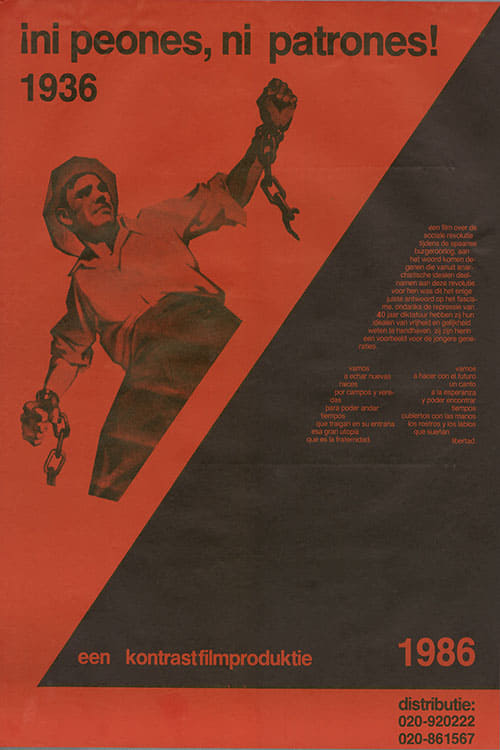 ¡ni peones, ni patrones!
1936
een film over de
sociale revolutie
tijdens de spaanse
burgeroorlog. aan
het woord komen de-
genen die vanuit anar-
chistische idealen deel-
namen aan deze revolutie
voor hen was dit het enige
juiste antwoord op het fascis-
me. ondanks de repressie van
40 jaar diktatuur hebben zij hun
idealen van vrijheid en gelijkheid
weten te handhaven. zij zijn hierin
een voorbeeld voor de jongere gene-
raties.
vamos
a echar nuevas
raices
por campos y vere-
das
para poder andar
tiempos
que traigan en su entraña
esa gran utopia
que es la fraternidad.
vamos
a hacer con el futuro
un canto
a la esperanza
y poder encontrar
tiempos
cubiertos con las manos
los rostros y los labios
que sueñan
libertad.
een kontrastfilmproduktie
1986
distributie:
020-920222
020-861567